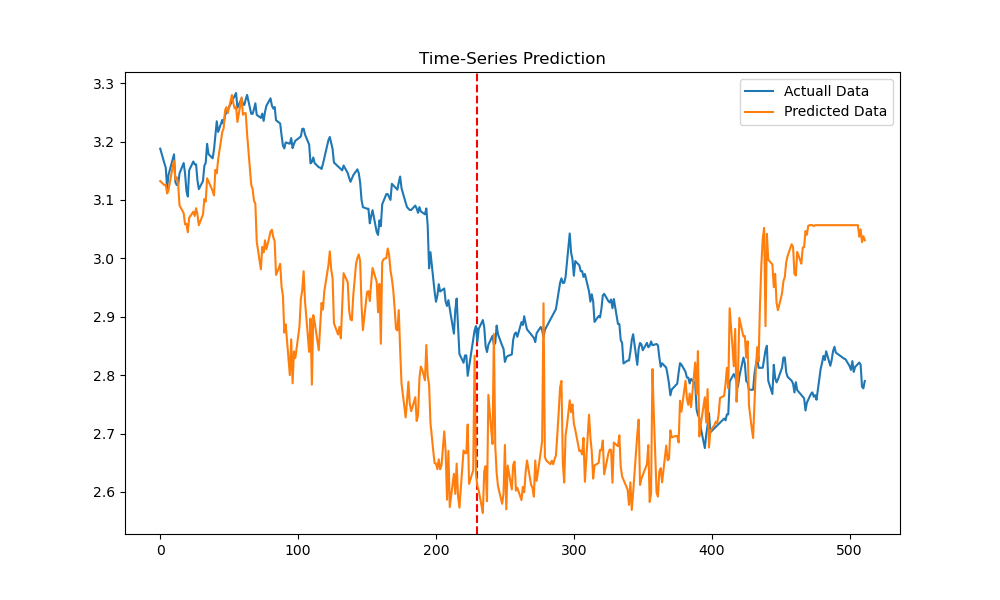 Time-Series Prediction
Actuall Data
Predicted Data
3.3
3.2
3.1
3.0
2.9
2.8
2.7
2.6
0 100 200 300 400 500